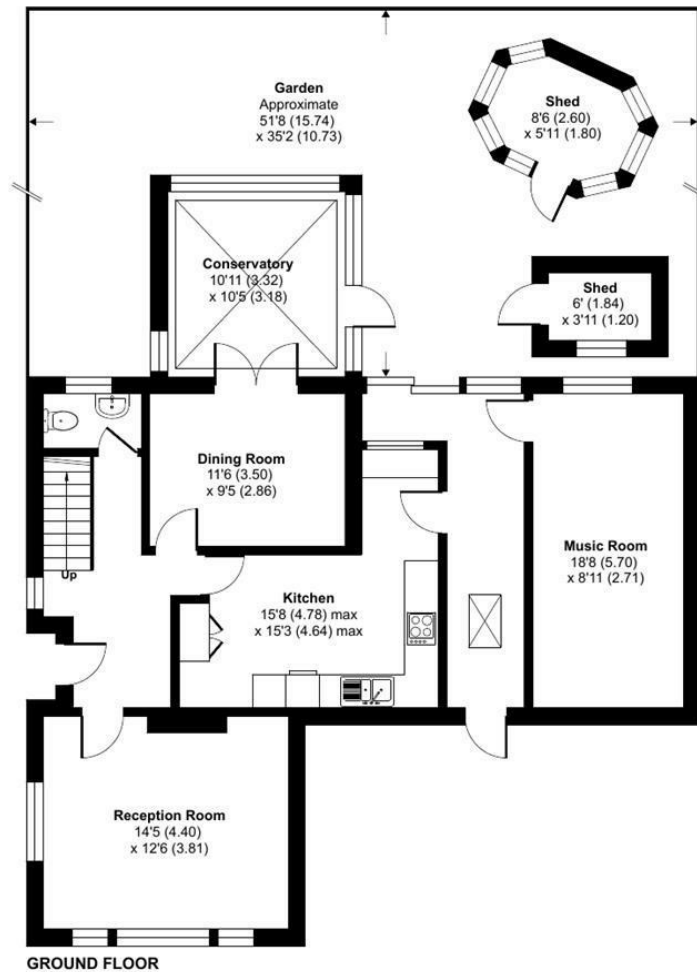 Garden
Approximate
51'8 (15.74)
x 35'2 (10.73)
Shed
8'6 (2.60)
x 5'11 (1.80)
Conservatory
10'11 (3.32)
x 10'5 (3.18)
Shed
6' (1.84)
x 3'11 (1.20)
Dining Room
11'6 (3.50)
x 9'5 (2.86)
Up
Kitchen
15'8 (4.78) max
x 15'3 (4.64) max
Music Room
18'8 (5.70)
x 8'11 (2.71)
Reception Room
14'5 (4.40)
x 12'6 (3.81)
GROUND FLOOR